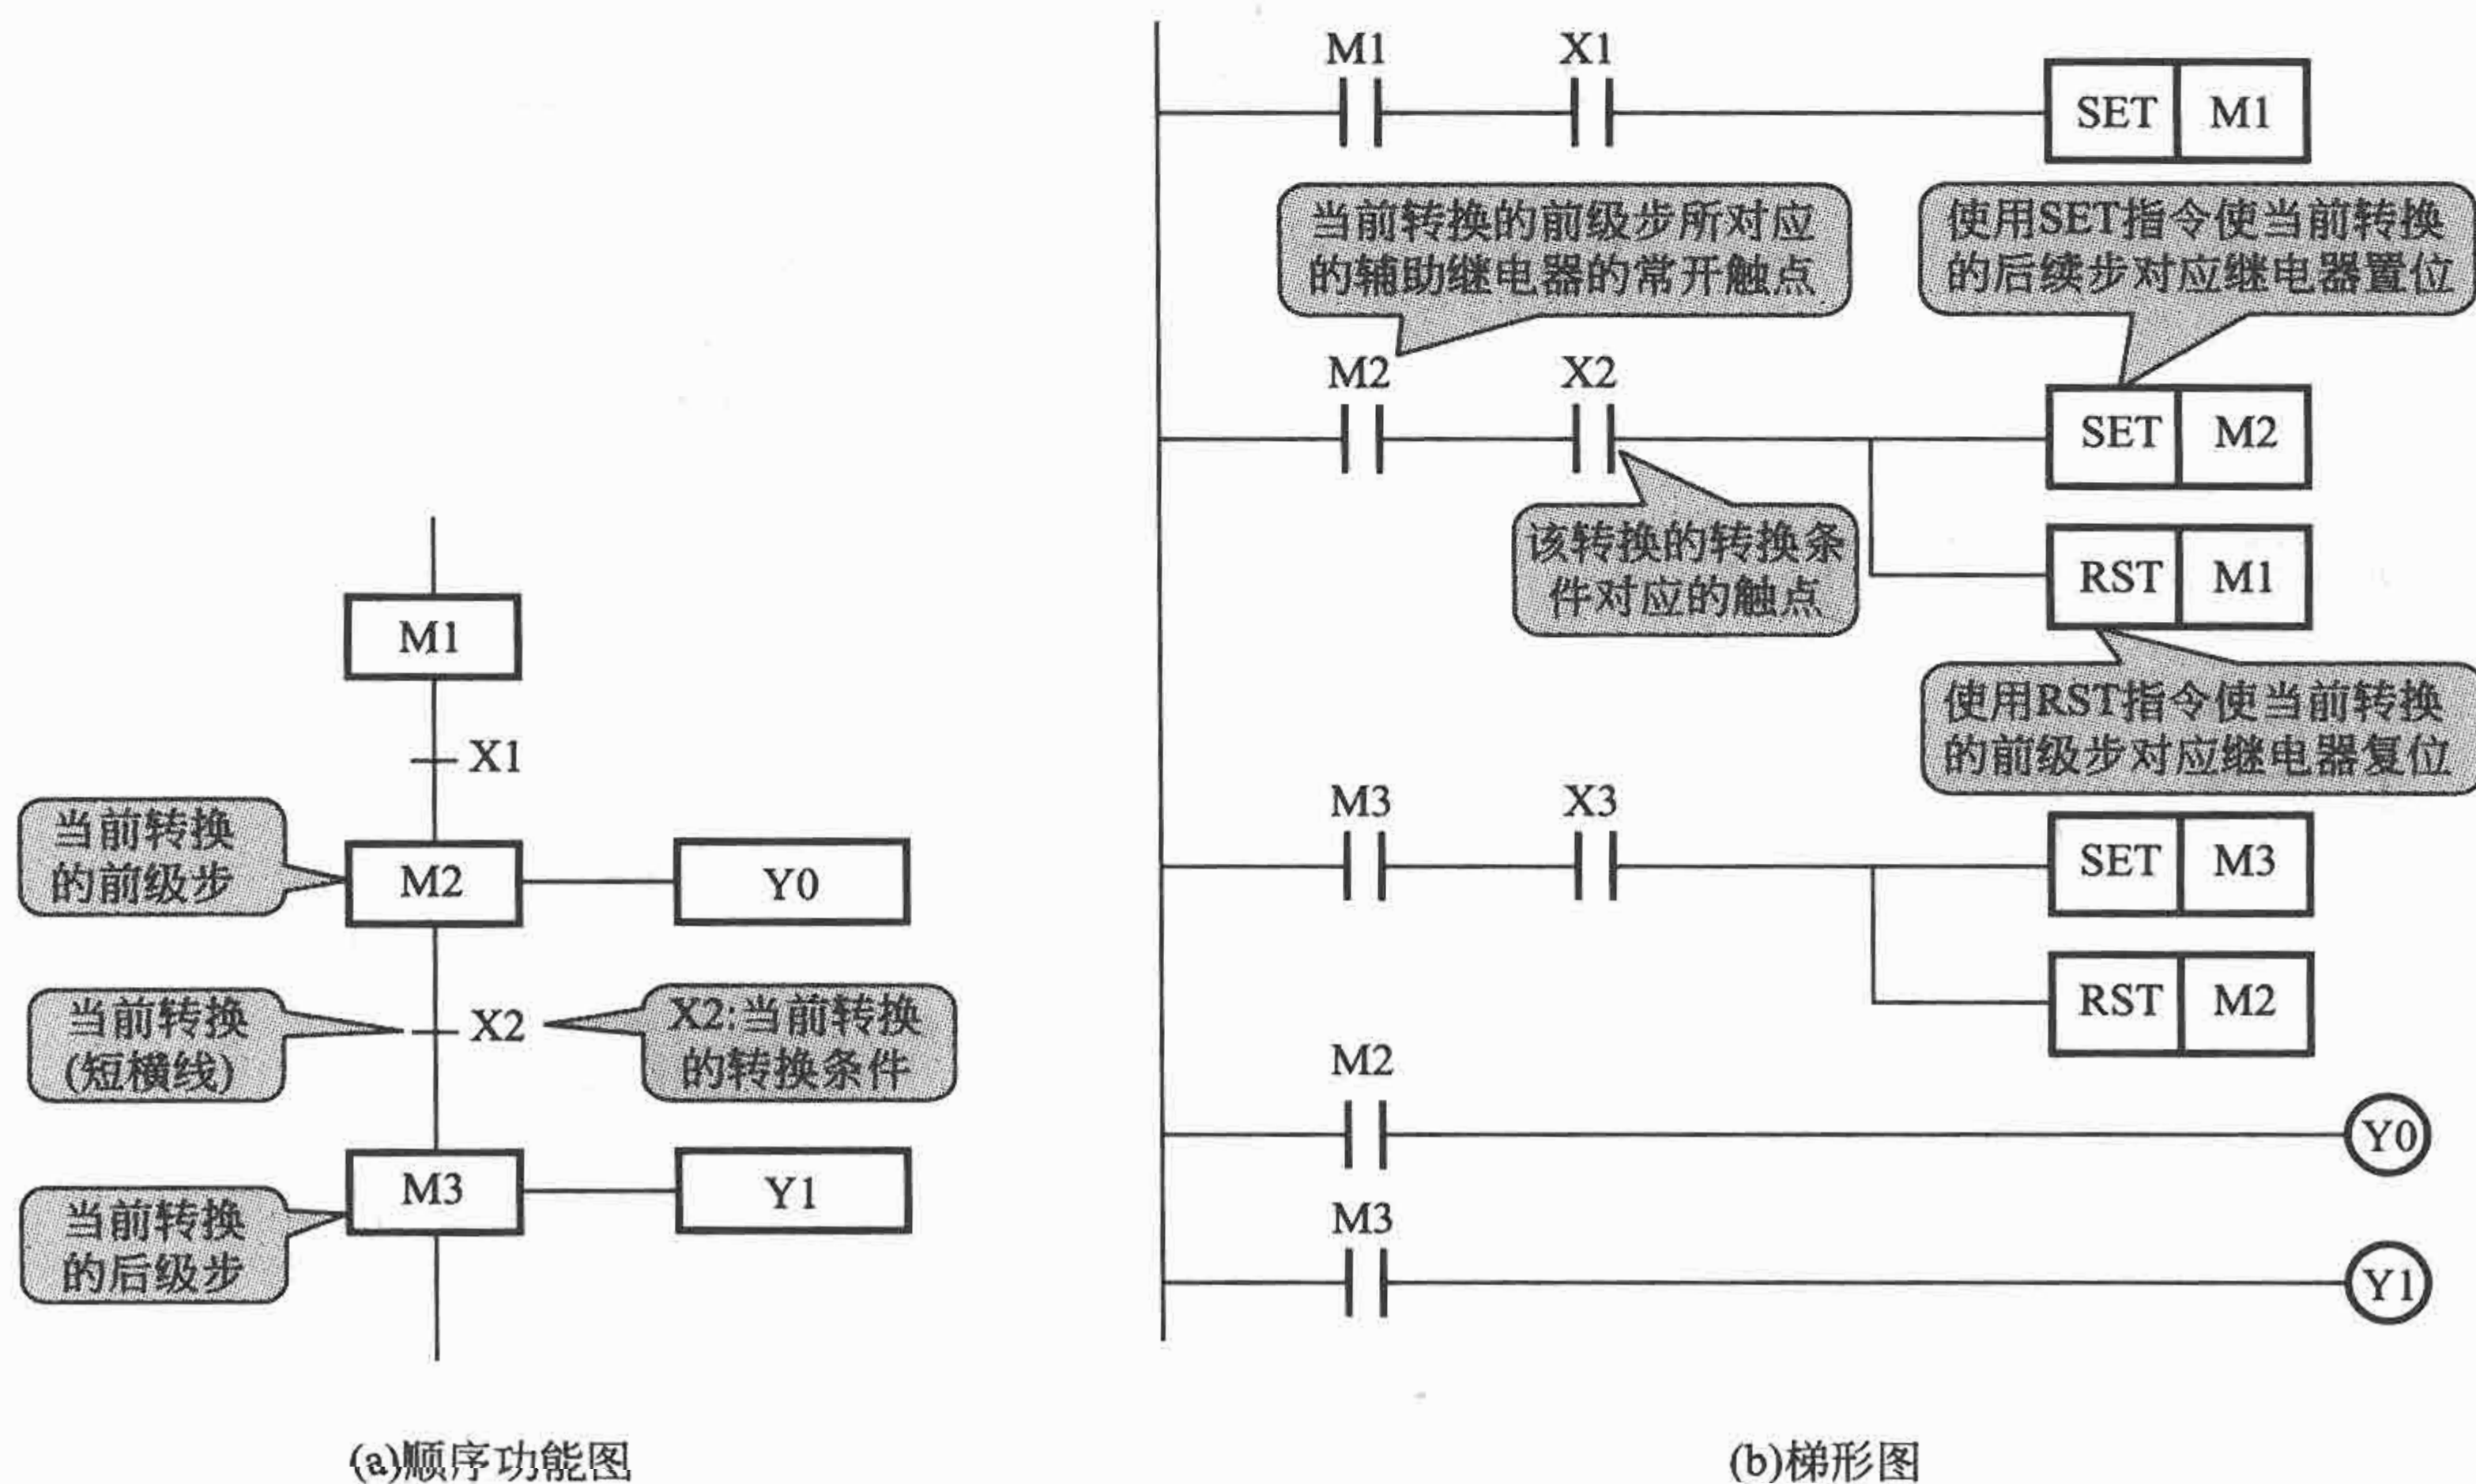 M1
X1
当前转换
的前级步
M2
Y0
当前转换
(短横线)
X2
X2:当前转换
的转换条件
M3
Y1
当前转换
的后级步
(a)顺序功能图
M1
X1
SET
M1
当前转换的前级步所对应
的辅助继电器的常开触点
使用SET指令使当前转换
的后续步对应继电器置位
M2
X2
SET
M2
该转换的转换条
件对应的触点
RST
M1
使用RST指令使当前转换
的前级步对应继电器复位
M3
X3
SET
M3
RST
M2
M2
Y0
M3
Y1
(b)梯形图